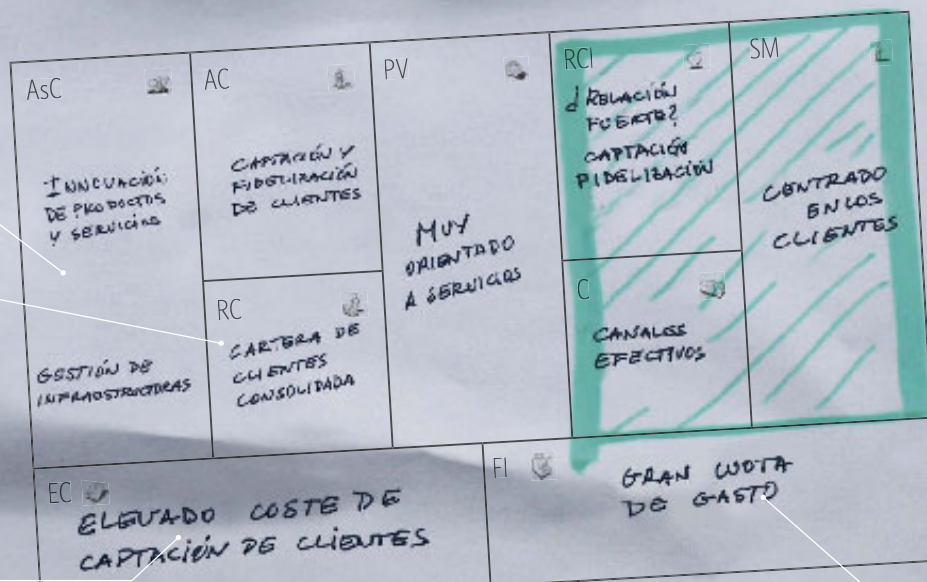 AsC
INNOVACIÓN
DE PRODUCTOS
Y SERVICIOS
GESTIÓN DE
INFRAESTRUCTURAS
AC
CAPTACIÓN Y
FIDELIZACIÓN
DE CLIENTES
RC
CARTERA DE
CLIENTES
CONSOLIDADA
PV
MUY
ORIENTADO
A SERVICIOS
RCl
¿RELACIÓN
FUERTE?
CAPTACIÓN
FIDELIZACIÓN
C
CANALES
EFECTIVOS
SM
CENTRADO
EN LOS
CLIENTES
EC
ELEVADO COSTE DE
CAPTACIÓN DE CLIENTES
FI
GRAN CUOTA
DE GASTO